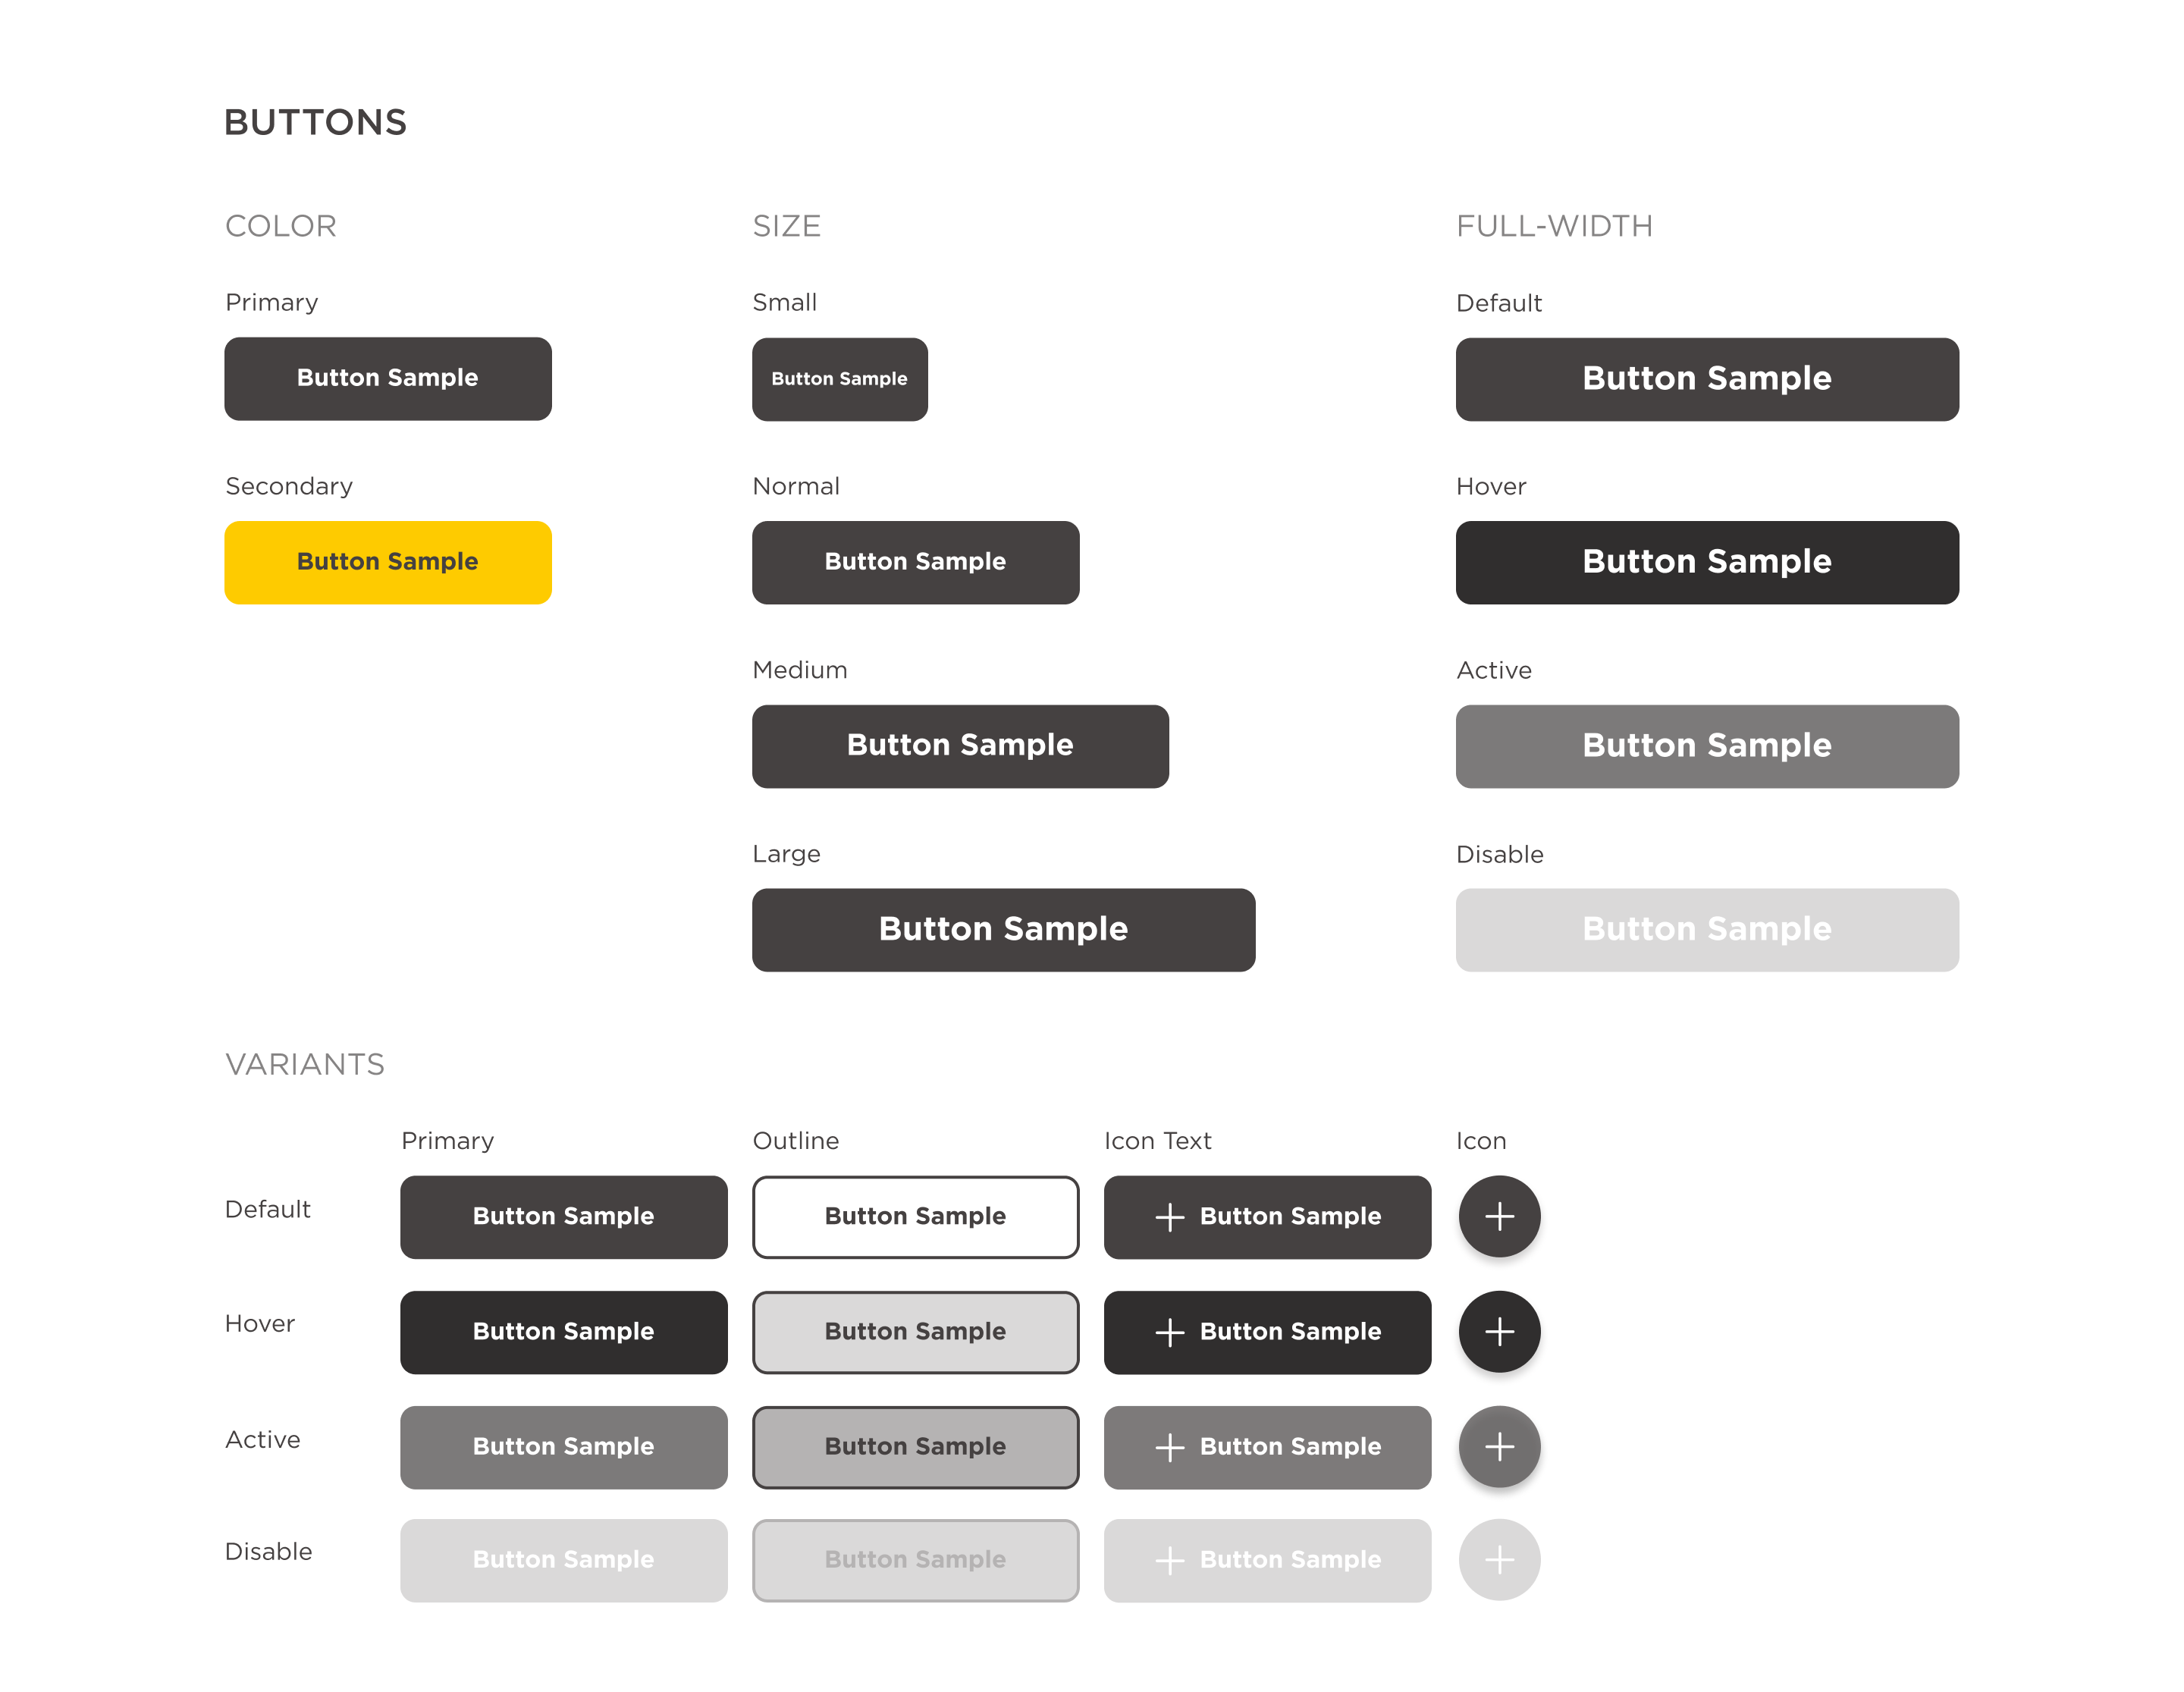 BUTTONS
COLOR
Primary
Button Sample
Secondary
Button Sample
SIZE
Small
Button Sample
Normal
Button Sample
Medium
Button Sample
Large
Button Sample
FULL-WIDTH
Default
Button Sample
Hover
Button Sample
Active
Button Sample
Disable
Button Sample
VARIANTS
Primary Outline Icon Text Icon
Default Button Sample Button Sample Button Sample
Hover Button Sample Button Sample Button Sample
Active Button Sample Button Sample Button Sample
Disable Button Sample Button Sample Button Sample